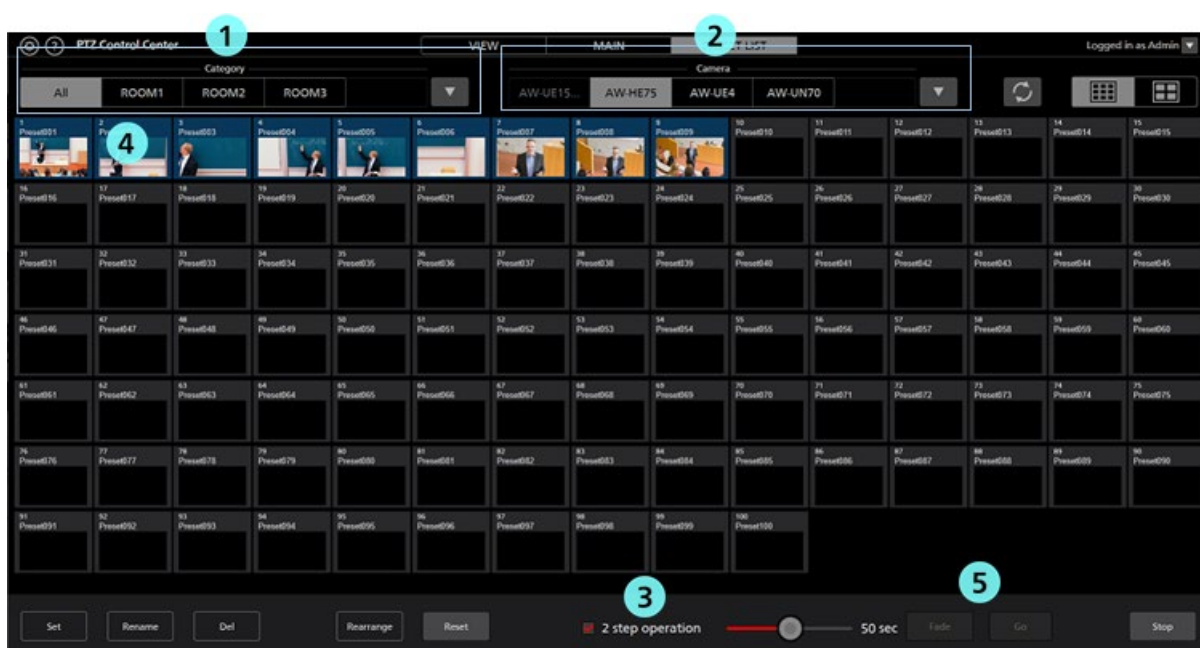 1 2
PTZ Control Center VIEW MAIN Logged in as Admin
Category Camera
All ROOM1 ROOM2 ROOM3 AW-UE15... AW-HE75 AW-UE4 AW-UN70
1 2 3 4 5 6 7 8 9 10 11 12 13 14 15
Preset001 4 Preset003 Preset004 Preset005 Preset006 Preset007 Preset008 Preset009 Preset010 Preset011 Preset012 Preset013 Preset014 Preset015
16 17 18 19 20 21 22 23 24 25 26 27 28 29 30
Preset016 Preset017 Preset018 Preset019 Preset020 Preset021 Preset022 Preset023 Preset024 Preset025 Preset026 Preset027 Preset028 Preset029 Preset030
31 32 33 34 35 36 37 38 39 40 41 42 43 44 45
Preset031 Preset032 Preset033 Preset034 Preset035 Preset036 Preset037 Preset038 Preset039 Preset040 Preset041 Preset042 Preset043 Preset044 Preset045
46 47 48 49 50 51 52 53 54 55 56 57 58 59 60
Preset046 Preset047 Preset048 Preset049 Preset050 Preset051 Preset052 Preset053 Preset054 Preset055 Preset056 Preset057 Preset058 Preset059 Preset060
61 62 63 64 65 66 67 68 69 70 71 72 73 74 75
Preset061 Preset062 Preset063 Preset064 Preset065 Preset066 Preset067 Preset068 Preset069 Preset070 Preset071 Preset072 Preset073 Preset074 Preset075
76 77 78 79 80 81 82 83 84 85 86 87 88 89 90
Preset076 Preset077 Preset078 Preset079 Preset080 Preset081 Preset082 Preset083 Preset084 Preset085 Preset086 Preset087 Preset088 Preset089 Preset090
91 92 93 94 95 96 97 98 99 100
Preset091 Preset092 Preset093 Preset094 Preset095 Preset096 Preset097 Preset098 Preset099 Preset100
3 5
Set Rename Del Rearrange Reset 2 step operation 50 sec Fade Go Stop